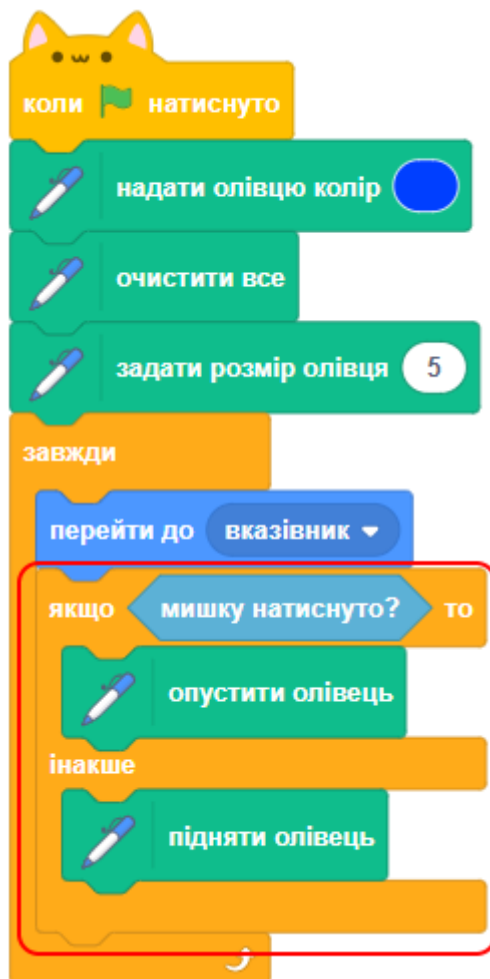 коли натиснуто
надати олівцю колір
очистити все
задати розмір олівця 5
завжди
перейти до вказівник
якщо мишку натиснуто? то
опустити олівець
інакше
підняти олівець